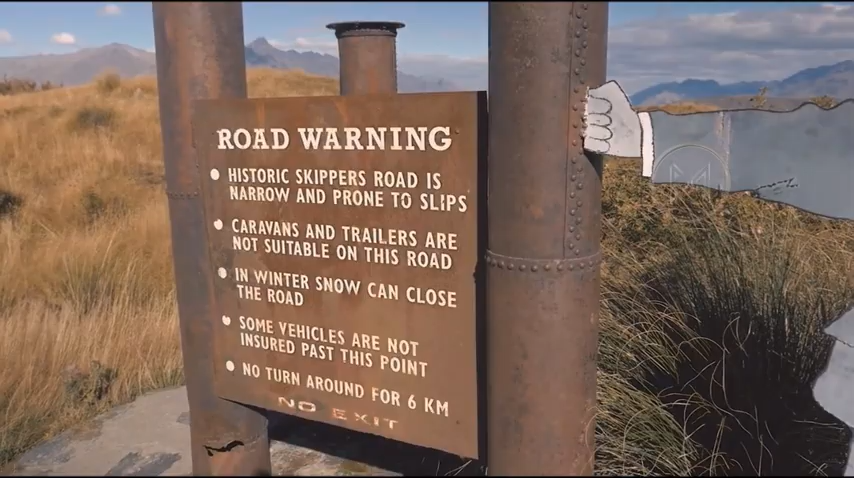 ROAD WARNING
HISTORIC SKIPPERS ROAD IS
NARROW AND PRONE TO SLIPS
CARAVANS AND TRAILERS ARE
NOT SUITABLE ON THIS ROAD
IN WINTER SNOW CAN CLOSE
THE ROAD
SOME VEHICLES ARE NOT
INSURED PAST THIS POINT
NO TURN AROUND FOR 6 KM
NO EXIT